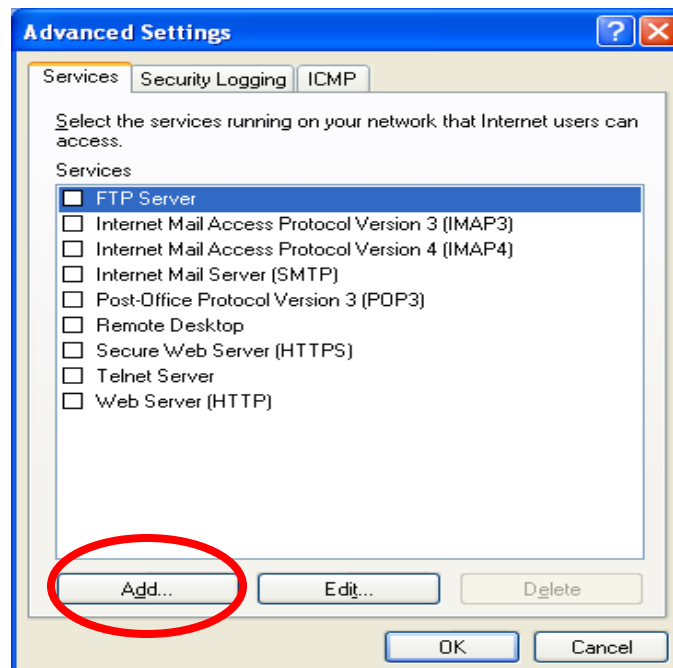 Advanced Settings
Services Security Logging ICMP
Select the services running on your network that Internet users can
access.
Services
FTP Server
Internet Mail Access Protocol Version 3 (IMAP3)
Internet Mail Access Protocol Version 4 (IMAP4)
Internet Mail Server (SMTP)
Post-Office Protocol Version 3 (POP3)
Remote Desktop
Secure Web Server (HTTPS)
Telnet Server
Web Server (HTTP)
Add... Edit... Delete
OK Cancel